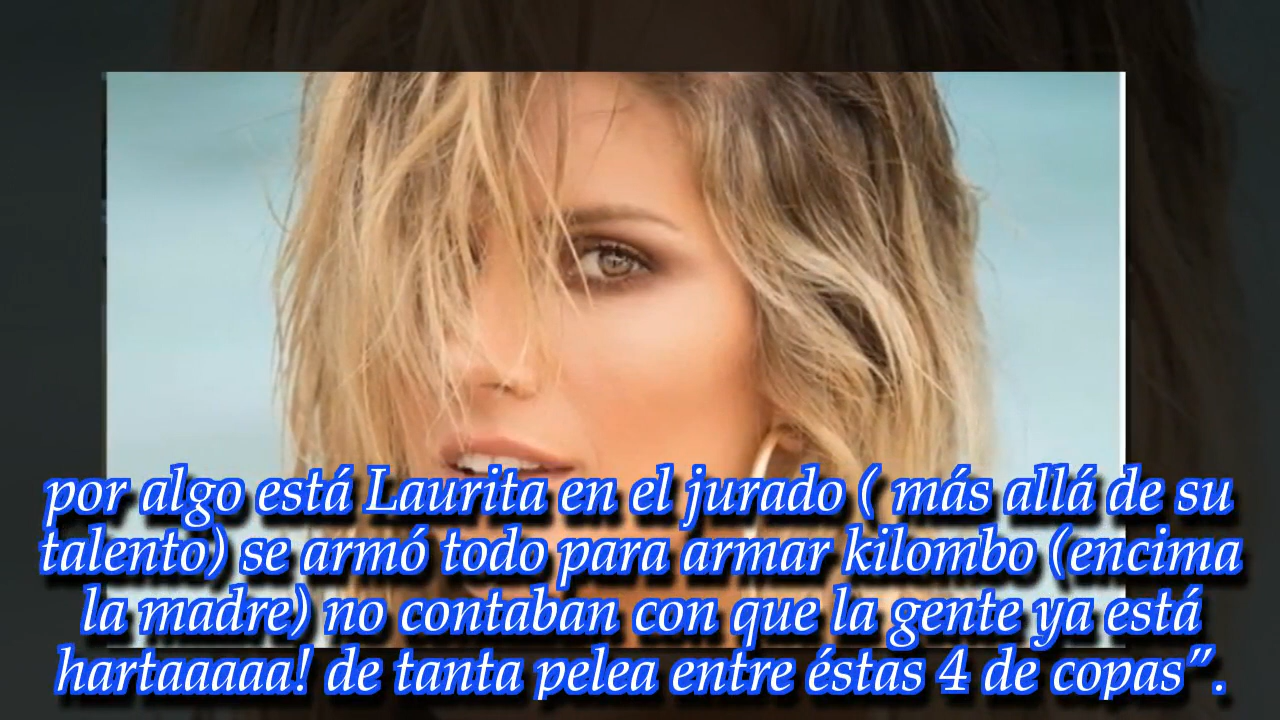 por algo está Laurita en el jurado ( más allá de su
talento) se armó todo para armar kilombo (encima
la madre) no contaban con que la gente ya está
hartaaaaa! de tanta pelea entre éstas 4 de copas”.